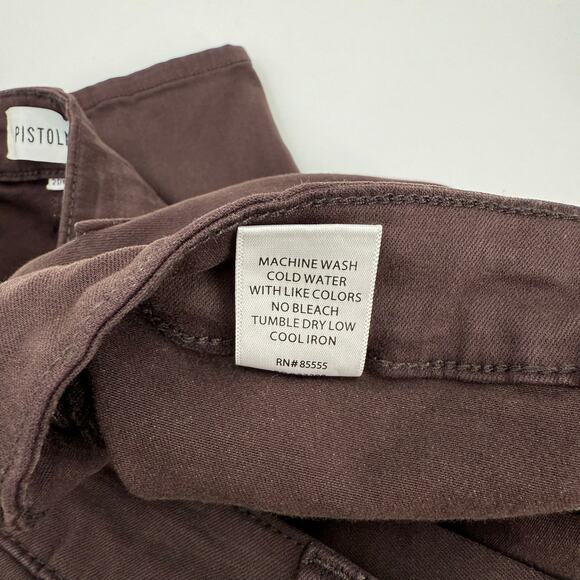 PISTOL
MACHINE WASH
COLD WATER
WITH LIKE COLORS
NO BLEACH
TUMBLE DRY LOW
COOL IRON
RN# 85555